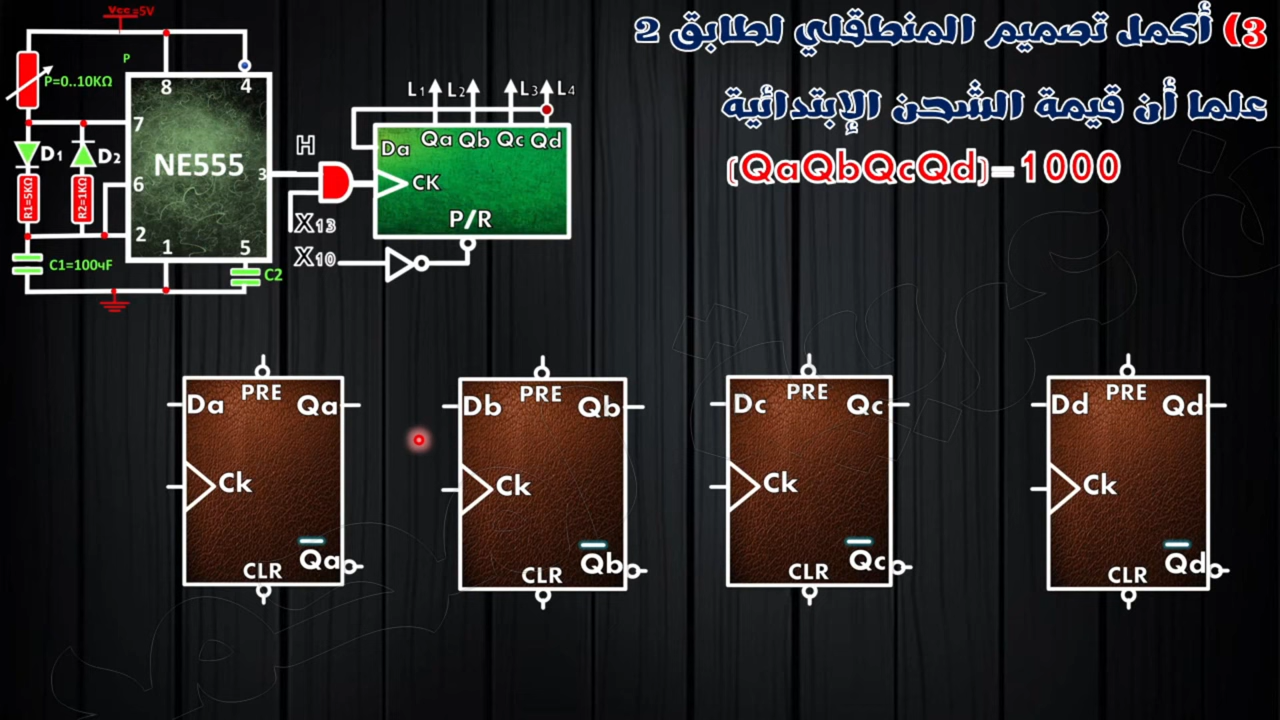 3) أكمل تصميم المنطقلي لطابق 2
علما أن قيمة الشحن الإبتدائية
(QaQbQcQd)=1000
Vcc=5V
P
P=0..10KΩ
8
4
7
D1
D2
NE555
3
6
R1=5KΩ
R2=1KΩ
2
1
5
C1=100чF
C2
H
X13
X10
L1
L2
L3
L4
Da
Qa Qb Qc Qd
CK
P/R
PRE
Da
Qa
Ck
Qa
CLR
PRE
Db
Qb
Ck
Qb
CLR
PRE
Dc
Qc
Ck
Qc
CLR
PRE
Dd
Qd
Ck
Qd
CLR